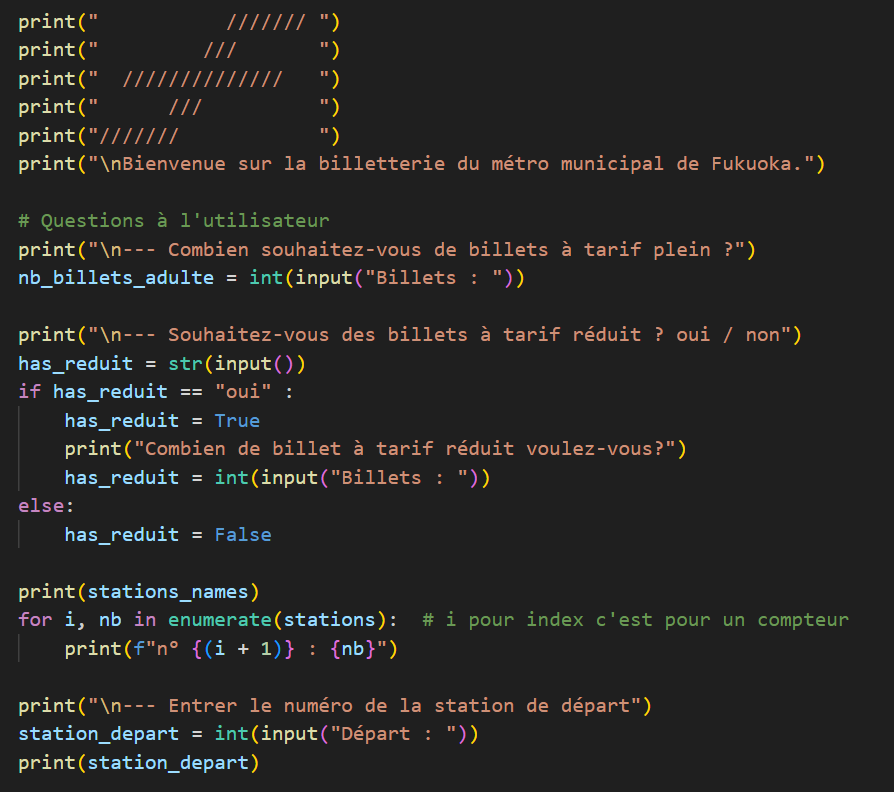 print("           /////// ")
print("         ///       ")
print("  //////////////   ")
print("      ///          ")
print("///////            ")
print("\nBienvenue sur la billetterie du métro municipal de Fukuoka.")
# Questions à l'utilisateur
print("\n--- Combien souhaitez-vous de billets à tarif plein ?")
nb_billets_adulte = int(input("Billets : "))
print("\n--- Souhaitez-vous des billets à tarif réduit ? oui / non")
has_reduit = str(input())
if has_reduit == "oui" :
    has_reduit = True
    print("Combien de billet à tarif réduit voulez-vous?")
    has_reduit = int(input("Billets : "))
else:
    has_reduit = False
print(stations_names)
for i, nb in enumerate(stations):  # i pour index c'est pour un compteur
    print(f"n° {(i + 1)} : {nb}")
print("\n--- Entrer le numéro de la station de départ")
station_depart = int(input("Départ : "))
print(station_depart)